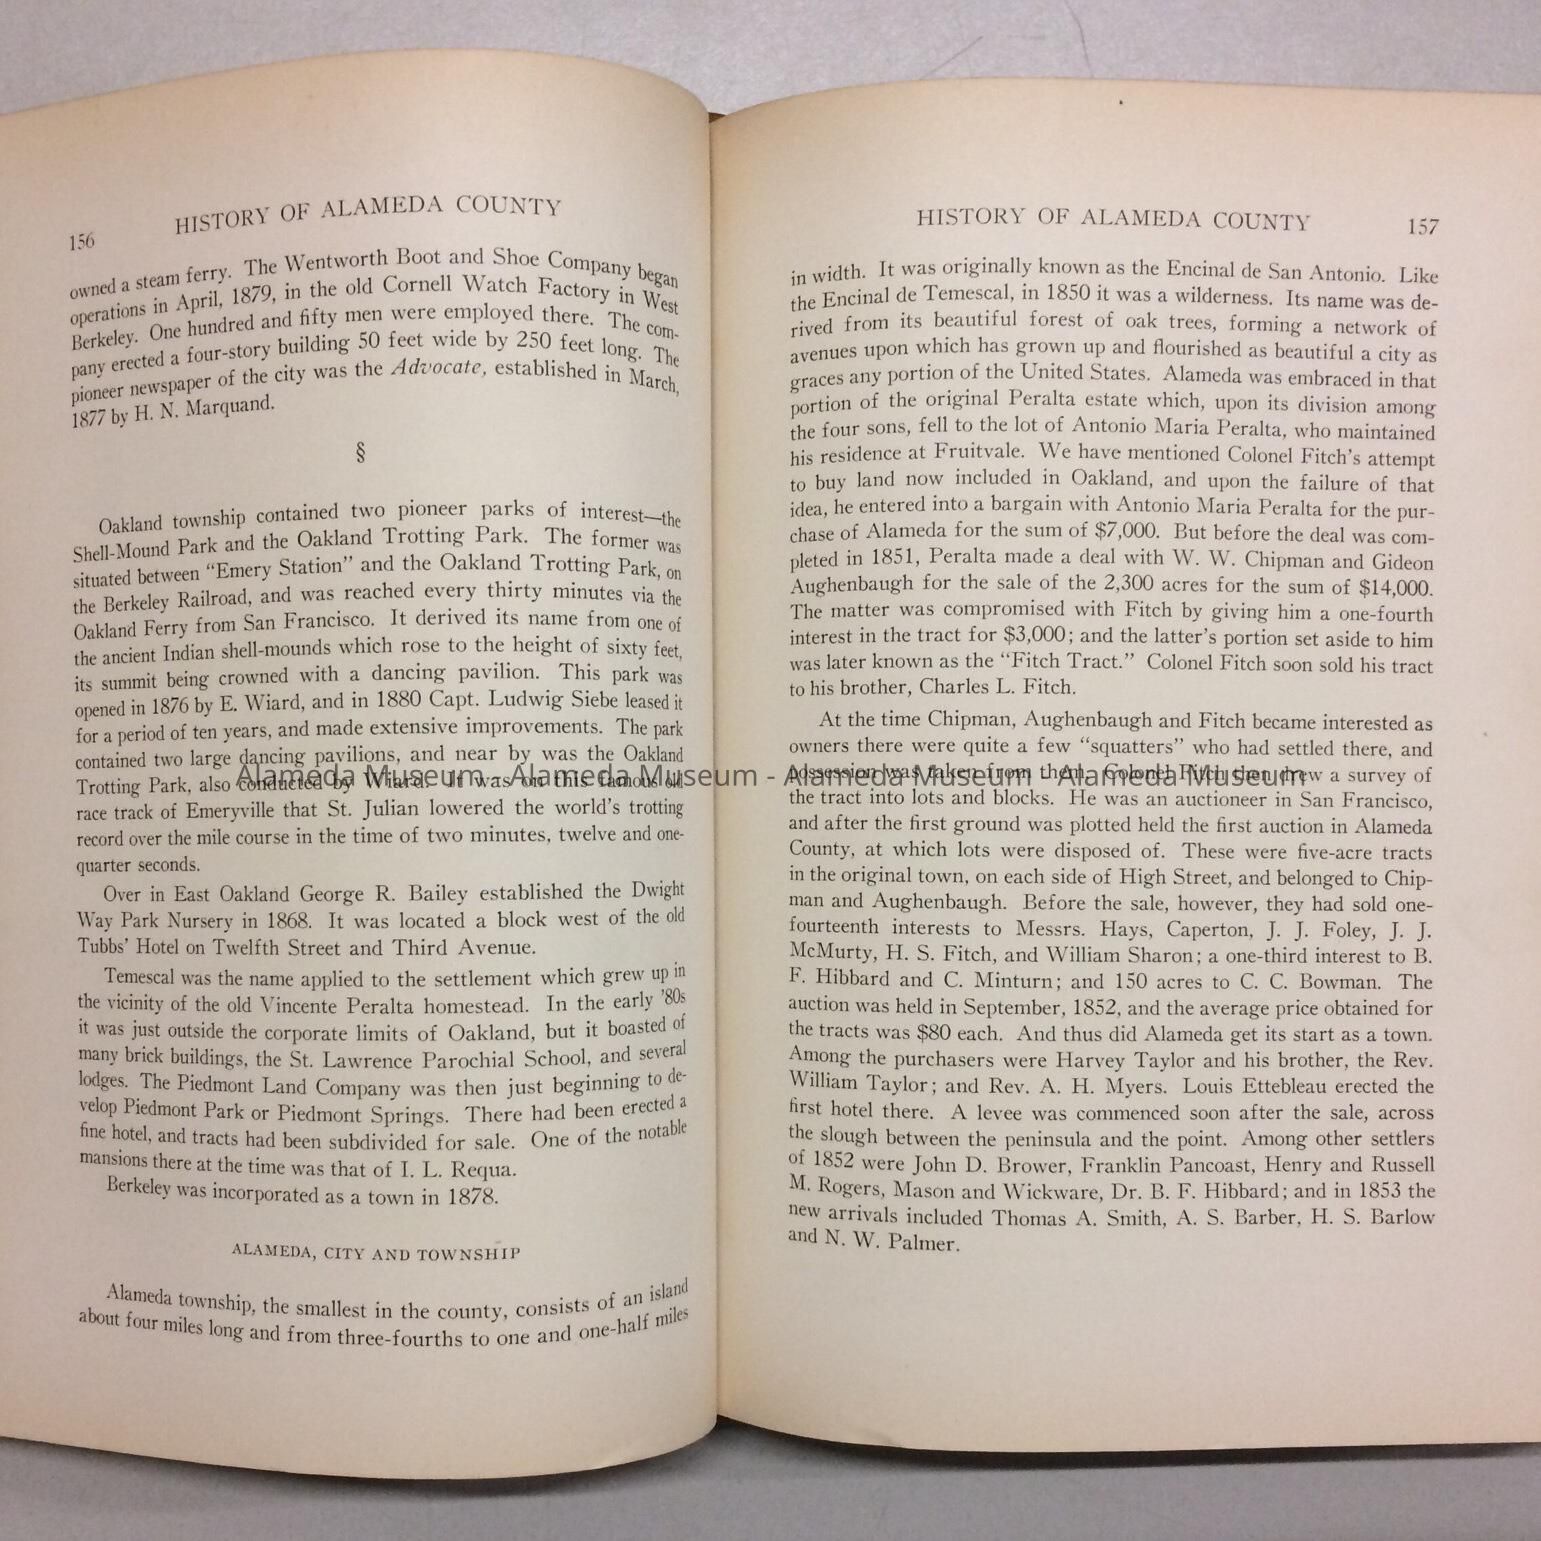 156
HISTORY OF ALAMEDA COUNTY
owned a steam ferry. The Wentworth Boot and Shoe Company began
operations in April, 1879, in the old Cornell Watch Factory in West
Berkeley. One hundred and fifty men were employed there. The com-
pany erected a four-story building 50 feet wide by 250 feet long. The
pioneer newspaper of the city was the Advocate, established in March,
1877 by H. N. Marquand.
§
Oakland township contained two pioneer parks of interest—the
Shell-Mound Park and the Oakland Trotting Park. The former was
situated between "Emery Station" and the Oakland Trotting Park, on
the Berkeley Railroad, and was reached every thirty minutes via the
Oakland Ferry from San Francisco. It derived its name from one of
the ancient Indian shell-mounds which rose to the height of sixty feet,
its summit being crowned with a dancing pavilion. This park was
opened in 1876 by E. Wiard, and in 1880 Capt. Ludwig Siebe leased it
for a period of ten years, and made extensive improvements. The park
contained two large dancing pavilions, and near by was the Oakland
Trotting Park, also conducted by Wiard. It was on this famous old
race track of Emeryville that St. Julian lowered the world's trotting
record over the mile course in the time of two minutes, twelve and one-
quarter seconds.
Over in East Oakland George R. Bailey established the Dwight
Way Park Nursery in 1868. It was located a block west of the old
Tubbs' Hotel on Twelfth Street and Third Avenue.
Temescal was the name applied to the settlement which grew up in
the vicinity of the old Vincente Peralta homestead. In the early '80s
it was just outside the corporate limits of Oakland, but it boasted of
many brick buildings, the St. Lawrence Parochial School, and several
lodges. The Piedmont Land Company was then just beginning to de-
velop Piedmont Park or Piedmont Springs. There had been erected a
fine hotel, and tracts had been subdivided for sale. One of the notable
mansions there at the time was that of I. L. Requa.
Berkeley was incorporated as a town in 1878.
ALAMEDA, CITY AND TOWNSHIP
Alameda township, the smallest in the county, consists of an island
about four miles long and from three-fourths to one and one-half miles
HISTORY OF ALAMEDA COUNTY
157
in width. It was originally known as the Encinal de San Antonio. Like
the Encinal de Temescal, in 1850 it was a wilderness. Its name was de-
rived from its beautiful forest of oak trees, forming a network of
avenues upon which has grown up and flourished as beautiful a city as
graces any portion of the United States. Alameda was embraced in that
portion of the original Peralta estate which, upon its division among
the four sons, fell to the lot of Antonio Maria Peralta, who maintained
his residence at Fruitvale. We have mentioned Colonel Fitch's attempt
to buy land now included in Oakland, and upon the failure of that
idea, he entered into a bargain with Antonio Maria Peralta for the pur-
chase of Alameda for the sum of $7,000. But before the deal was com-
pleted in 1851, Peralta made a deal with W. W. Chipman and Gideon
Aughenbaugh for the sale of the 2,300 acres for the sum of $14,000.
The matter was compromised with Fitch by giving him a one-fourth
interest in the tract for $3,000; and the latter's portion set aside to him
was later known as the "Fitch Tract." Colonel Fitch soon sold his tract
to his brother, Charles L. Fitch.
At the time Chipman, Aughenbaugh and Fitch became interested as
owners there were quite a few "squatters" who had settled there, and
possession was taken from them. Colonel Fitch then drew a survey of
the tract into lots and blocks. He was an auctioneer in San Francisco,
and after the first ground was plotted held the first auction in Alameda
County, at which lots were disposed of. These were five-acre tracts
in the original town, on each side of High Street, and belonged to Chip-
man and Aughenbaugh. Before the sale, however, they had sold one-
fourteenth interests to Messrs. Hays, Caperton, J. J. Foley, J. J.
McMurty, H. S. Fitch, and William Sharon; a one-third interest to B.
F. Hibbard and C. Minturn; and 150 acres to C. C. Bowman. The
auction was held in September, 1852, and the average price obtained for
the tracts was $80 each. And thus did Alameda get its start as a town.
Among the purchasers were Harvey Taylor and his brother, the Rev.
William Taylor; and Rev. A. H. Myers. Louis Ettebleau erected the
first hotel there. A levee was commenced soon after the sale, across
the slough between the peninsula and the point. Among other settlers
of 1852 were John D. Brower, Franklin Pancoast, Henry and Russell
M. Rogers, Mason and Wickware, Dr. B. F. Hibbard; and in 1853 the
new arrivals included Thomas A. Smith, A. S. Barber, H. S. Barlow
and N. W. Palmer.
Alameda Museum - Alameda Museum - Alameda Museum - Alameda Museum